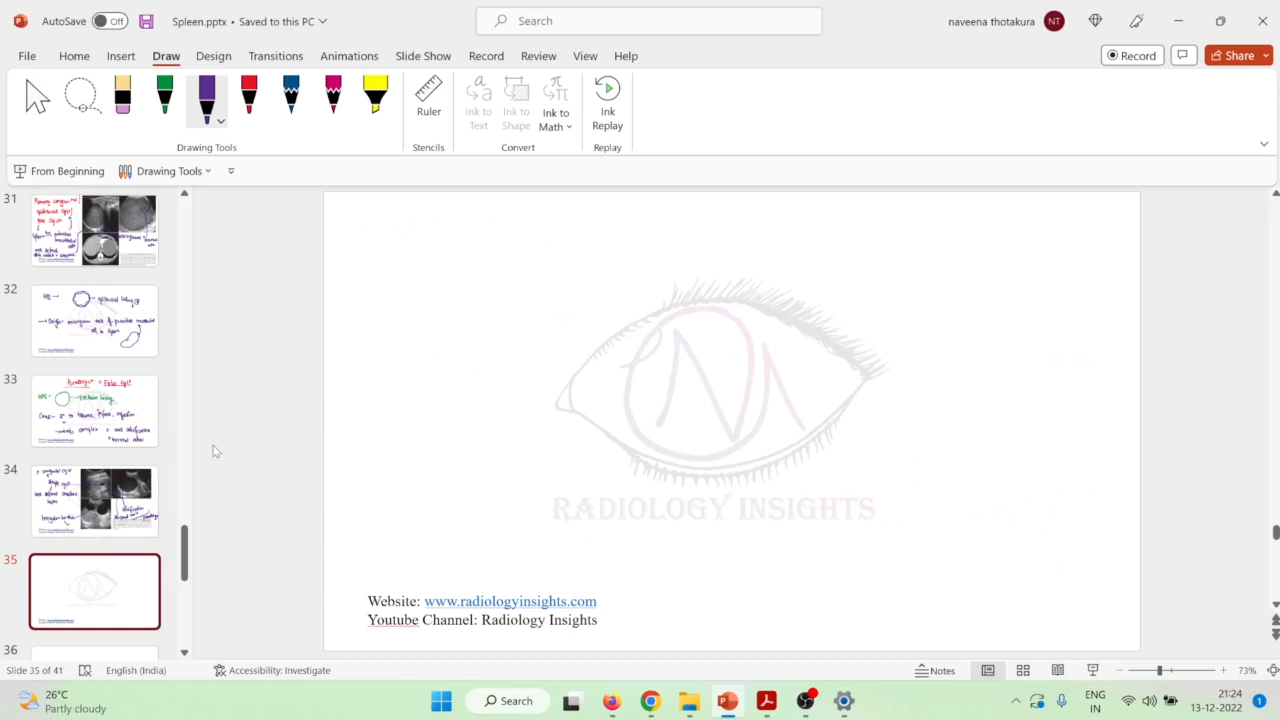 AutoSave Off Spleen.pptx • Saved to this PC Search naveena thotakura NT
File Home Insert Draw Design Transitions Animations Slide Show Record Review View Help Record Share
Ruler
Ink to Text
Ink to Shape
Ink to Math
Ink Replay
Drawing Tools Stencils Convert Replay
From Beginning Drawing Tools
31
32
33
34
35
36
RADIOLOGY INSIGHTS
Website: www.radiologyinsights.com
Youtube Channel: Radiology Insights
Slide 35 of 41 English (India) Accessibility: Investigate Notes 73%
26°C
Partly cloudy
Search
ENG
IN
21:24
13-12-2022
1